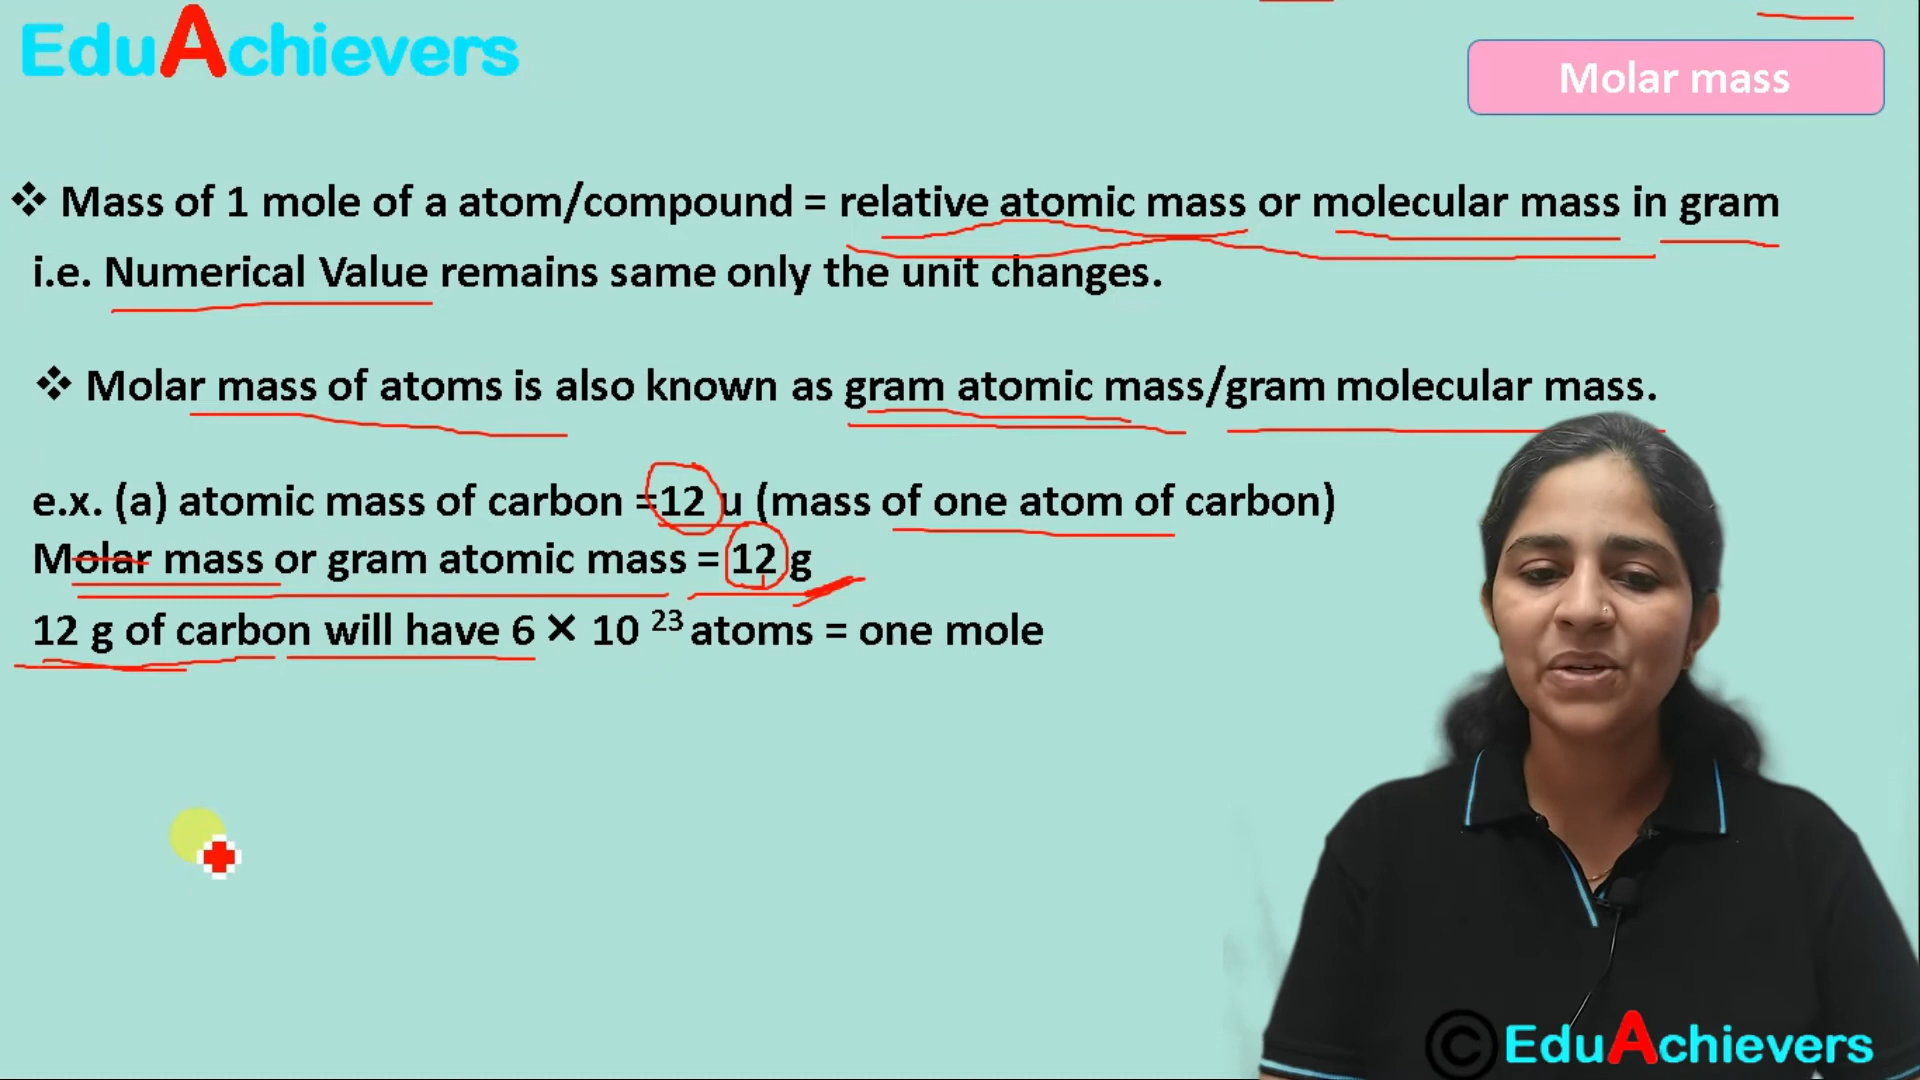 EduAchievers
Molar mass
❖ Mass of 1 mole of a atom/compound = relative atomic mass or molecular mass in gram
i.e. Numerical Value remains same only the unit changes.
❖ Molar mass of atoms is also known as gram atomic mass/gram molecular mass.
e.x. (a) atomic mass of carbon =12 u (mass of one atom of carbon)
Molar mass or gram atomic mass = 12 g
12 g of carbon will have 6 × 10 ²³ atoms = one mole
© EduAchievers